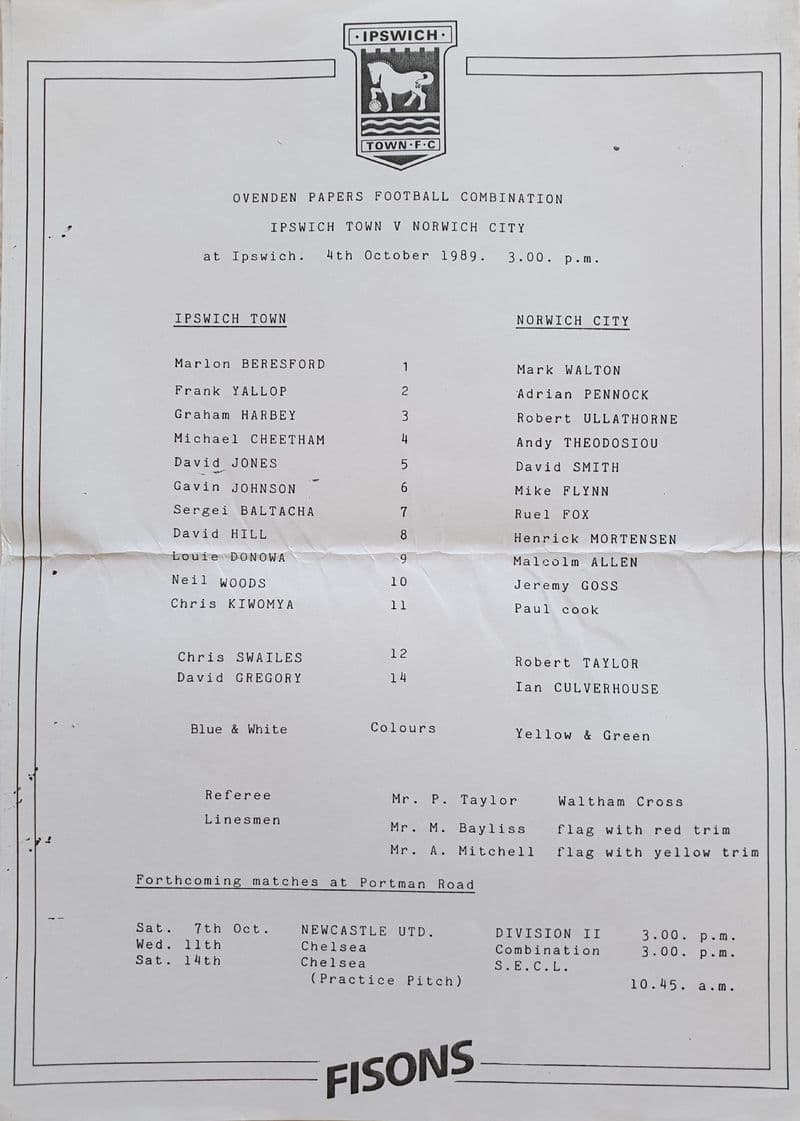 ·IPSWICH·
TOWN·F·C
OVENDEN PAPERS FOOTBALL COMBINATION
IPSWICH TOWN V NORWICH CITY
at Ipswich. 4th October 1989. 3.00. p.m.
IPSWICH TOWN NORWICH CITY
Marlon BERESFORD 1 Mark WALTON
Frank YALLOP 2 Adrian PENNOCK
Graham HARBEY 3 Robert ULLATHORNE
Michael CHEETHAM 4 Andy THEODOSIOU
David JONES 5 David SMITH
Gavin JOHNSON 6 Mike FLYNN
Sergei BALTACHA 7 Ruel FOX
David HILL 8 Henrick MORTENSEN
Louie DONOWA 9 Malcolm ALLEN
Neil WOODS 10 Jeremy GOSS
Chris KIWOMYA 11 Paul cook
Chris SWAILES 12 Robert TAYLOR
David GREGORY 14 Ian CULVERHOUSE
Blue & White Colours Yellow & Green
Referee Mr. P. Taylor Waltham Cross
Linesmen Mr. M. Bayliss flag with red trim
Mr. A. Mitchell flag with yellow trim
Forthcoming matches at Portman Road
Sat. 7th Oct. NEWCASTLE UTD. DIVISION II 3.00. p.m.
Wed. 11th Chelsea Combination 3.00. p.m.
Sat. 14th Chelsea S.E.C.L.
(Practice Pitch) 10.45. a.m.
FISONS